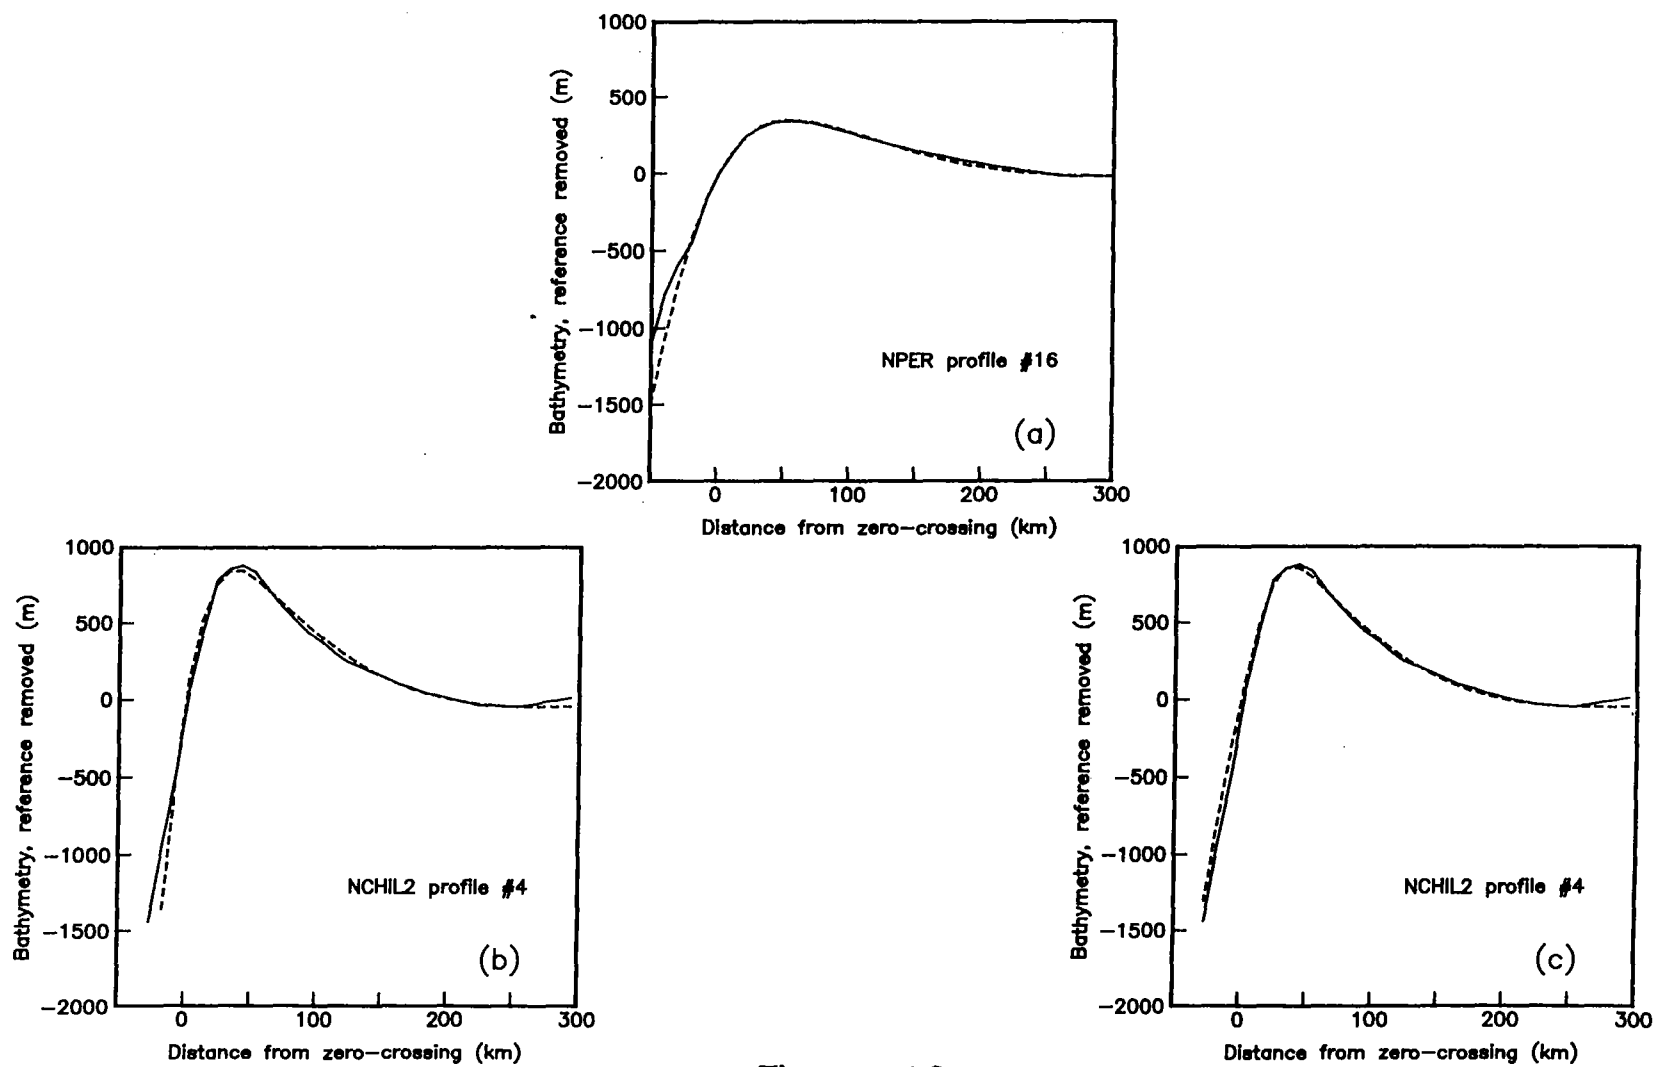 1000
500
0
−500
−1000
−1500
−2000
Bathymetry, reference removed (m)
NPER profile #16
(a)
0 100 200 300
Distance from zero−crossing (km)
1000
500
0
−500
−1000
−1500
−2000
Bathymetry, reference removed (m)
NCHIL2 profile #4
(b)
0 100 200 300
Distance from zero−crossing (km)
1000
500
0
−500
−1000
−1500
−2000
Bathymetry, reference removed (m)
NCHIL2 profile #4
(c)
0 100 200 300
Distance from zero−crossing (km)